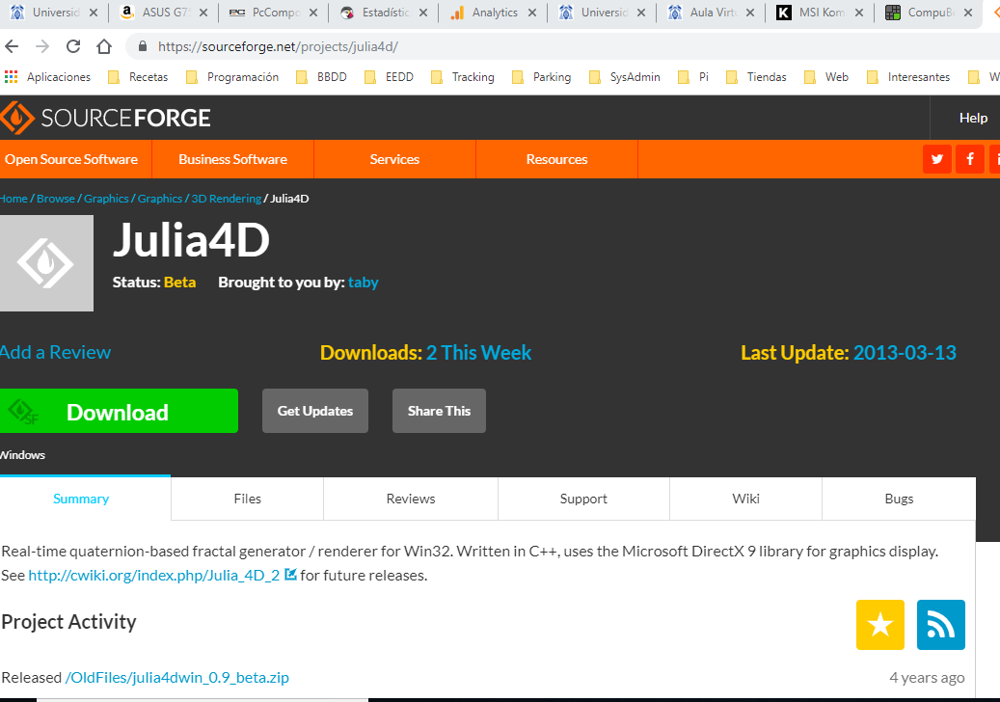 Universid ASUS G7 PcCompo Estadístic Analytics Universid Aula Virtu MSI Kom CompuBe
https://sourceforge.net/projects/julia4d/
Aplicaciones Recetas Programación BBDD EEDD Tracking Parking SysAdmin Pi Tiendas Web Interesantes W
SOURCEFORGE Help
Open Source Software Business Software Services Resources
Home / Browse / Graphics / Graphics / 3D Rendering / Julia4D
Julia4D
Status: Beta Brought to you by: taby
Add a Review Downloads: 2 This Week Last Update: 2013-03-13
SF Download Get Updates Share This
Windows
Summary Files Reviews Support Wiki Bugs
Real-time quaternion-based fractal generator / renderer for Win32. Written in C++, uses the Microsoft DirectX 9 library for graphics display.
See http://cwiki.org/index.php/Julia_4D_2 for future releases.
Project Activity
Released /OldFiles/julia4dwin_0.9_beta.zip 4 years ago